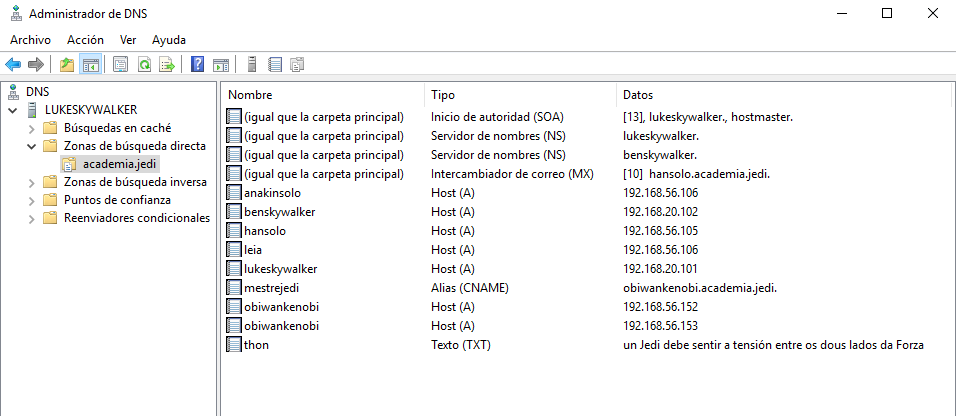 Administrador de DNS
Archivo Acción Ver Ayuda
DNS
LUKESKYWALKER
Búsquedas en caché
Zonas de búsqueda directa
academia.jedi
Zonas de búsqueda inversa
Puntos de confianza
Reenviadores condicionales
Nombre Tipo Datos
(igual que la carpeta principal) Inicio de autoridad (SOA) [13], lukeskywalker., hostmaster.
(igual que la carpeta principal) Servidor de nombres (NS) lukeskywalker.
(igual que la carpeta principal) Servidor de nombres (NS) benskywalker.
(igual que la carpeta principal) Intercambiador de correo (MX) [10] hansolo.academia.jedi.
anakinsolo Host (A) 192.168.56.106
benskywalker Host (A) 192.168.20.102
hansolo Host (A) 192.168.56.105
leia Host (A) 192.168.56.106
lukeskywalker Host (A) 192.168.20.101
mestrejedi Alias (CNAME) obiwankenobi.academia.jedi.
obiwankenobi Host (A) 192.168.56.152
obiwankenobi Host (A) 192.168.56.153
thon Texto (TXT) un Jedi debe sentir a tensión entre os dous lados da Forza